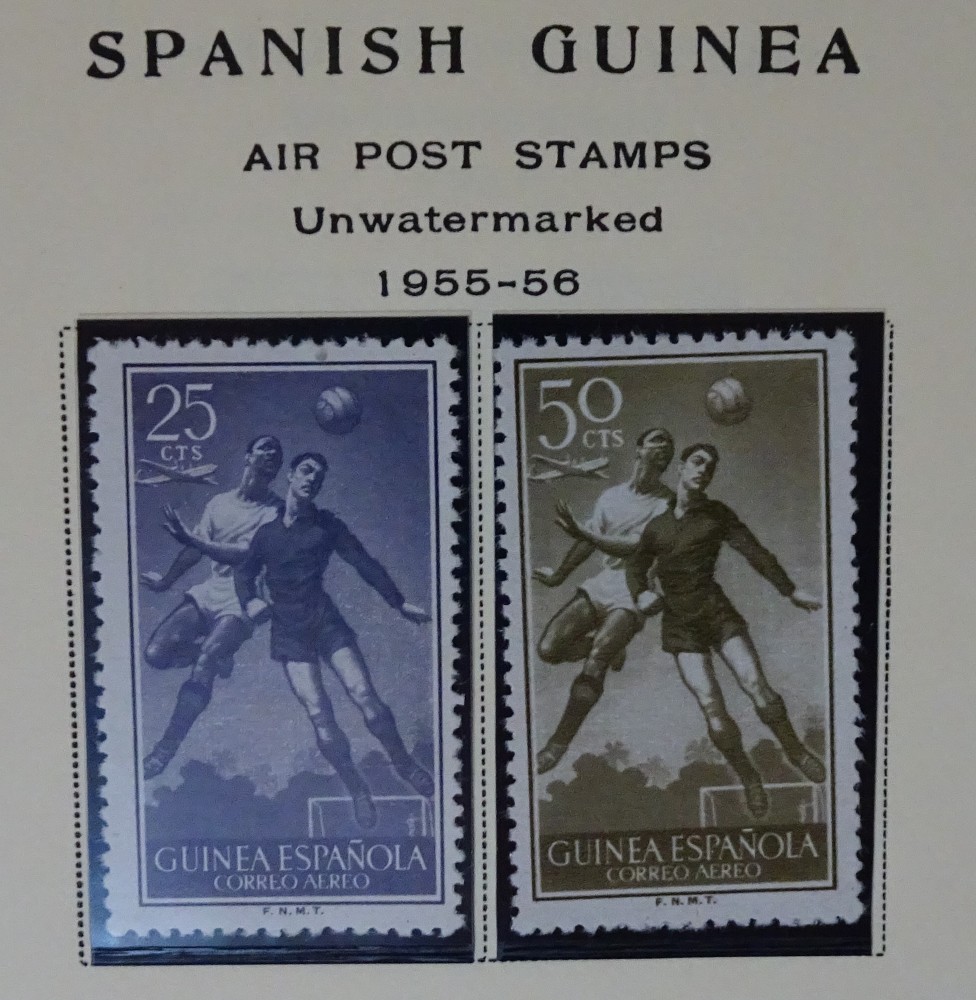 SPANISH GUINEA
AIR POST STAMPS
Unwatermarked
1955-56
25
CTS
GUINEA ESPAÑOLA
CORREO AEREO
F. N. M. T.
50
CTS
GUINEA ESPAÑOLA
CORREO AEREO
F. N. M. T.